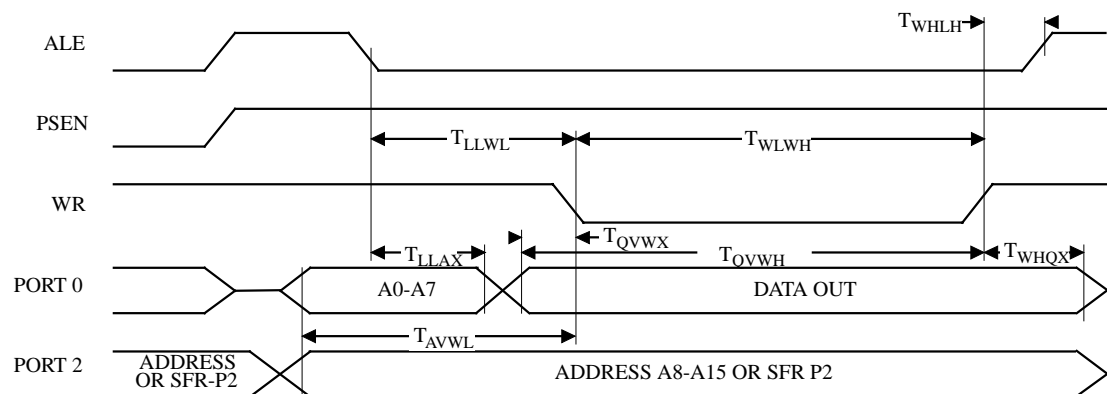 ALE
T_WHLH
PSEN
T_LLWL
T_WLWH
WR
T_QVWX
T_LLAX
T_QVWH
T_WHQX
PORT 0
A0-A7
DATA OUT
T_AVWL
PORT 2
ADDRESS
OR SFR-P2
ADDRESS A8-A15 OR SFR P2